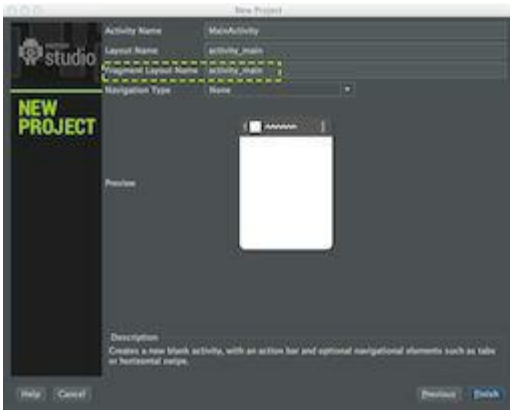 New Project
studio
NEW
PROJECT
Activity Name MainActivity
Layout Name activity_main
Fragment Layout Name activity_main
Navigation Type None
Preview
Description
Creates a new blank activity, with an action bar and optional navigational elements such as tabs
or horizontal swipe.
Help Cancel Previous Finish